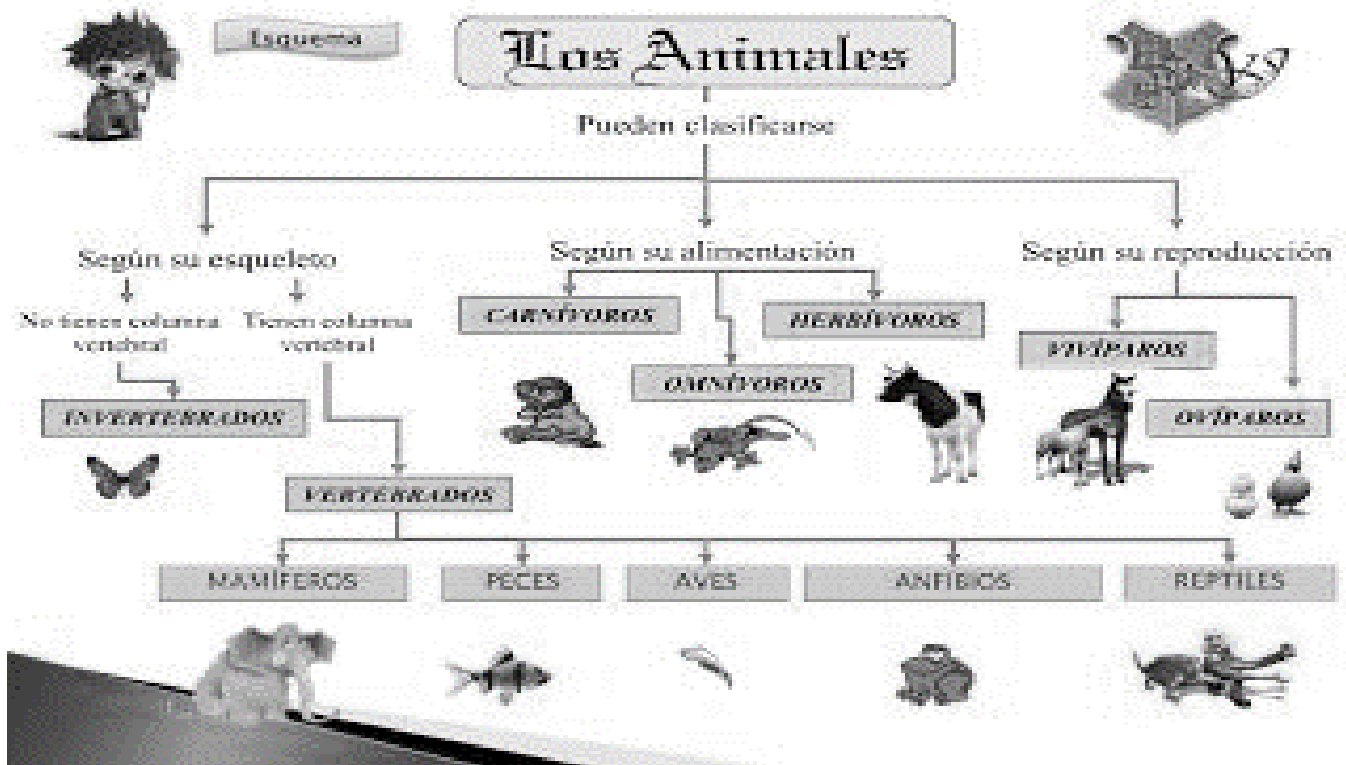 Esquema
Los Animales
Pueden clasificarse
Según su esqueleto
Según su alimentación
Según su reproducción
No tienen columna
vertebral
Tienen columna
vertebral
CARNÍVOROS
HERBÍVOROS
OMNÍVOROS
VIVÍPAROS
OVÍPAROS
INVERTEBRADOS
VERTEBRADOS
MAMÍFEROS
PECES
AVES
ANFIBIOS
REPTILES